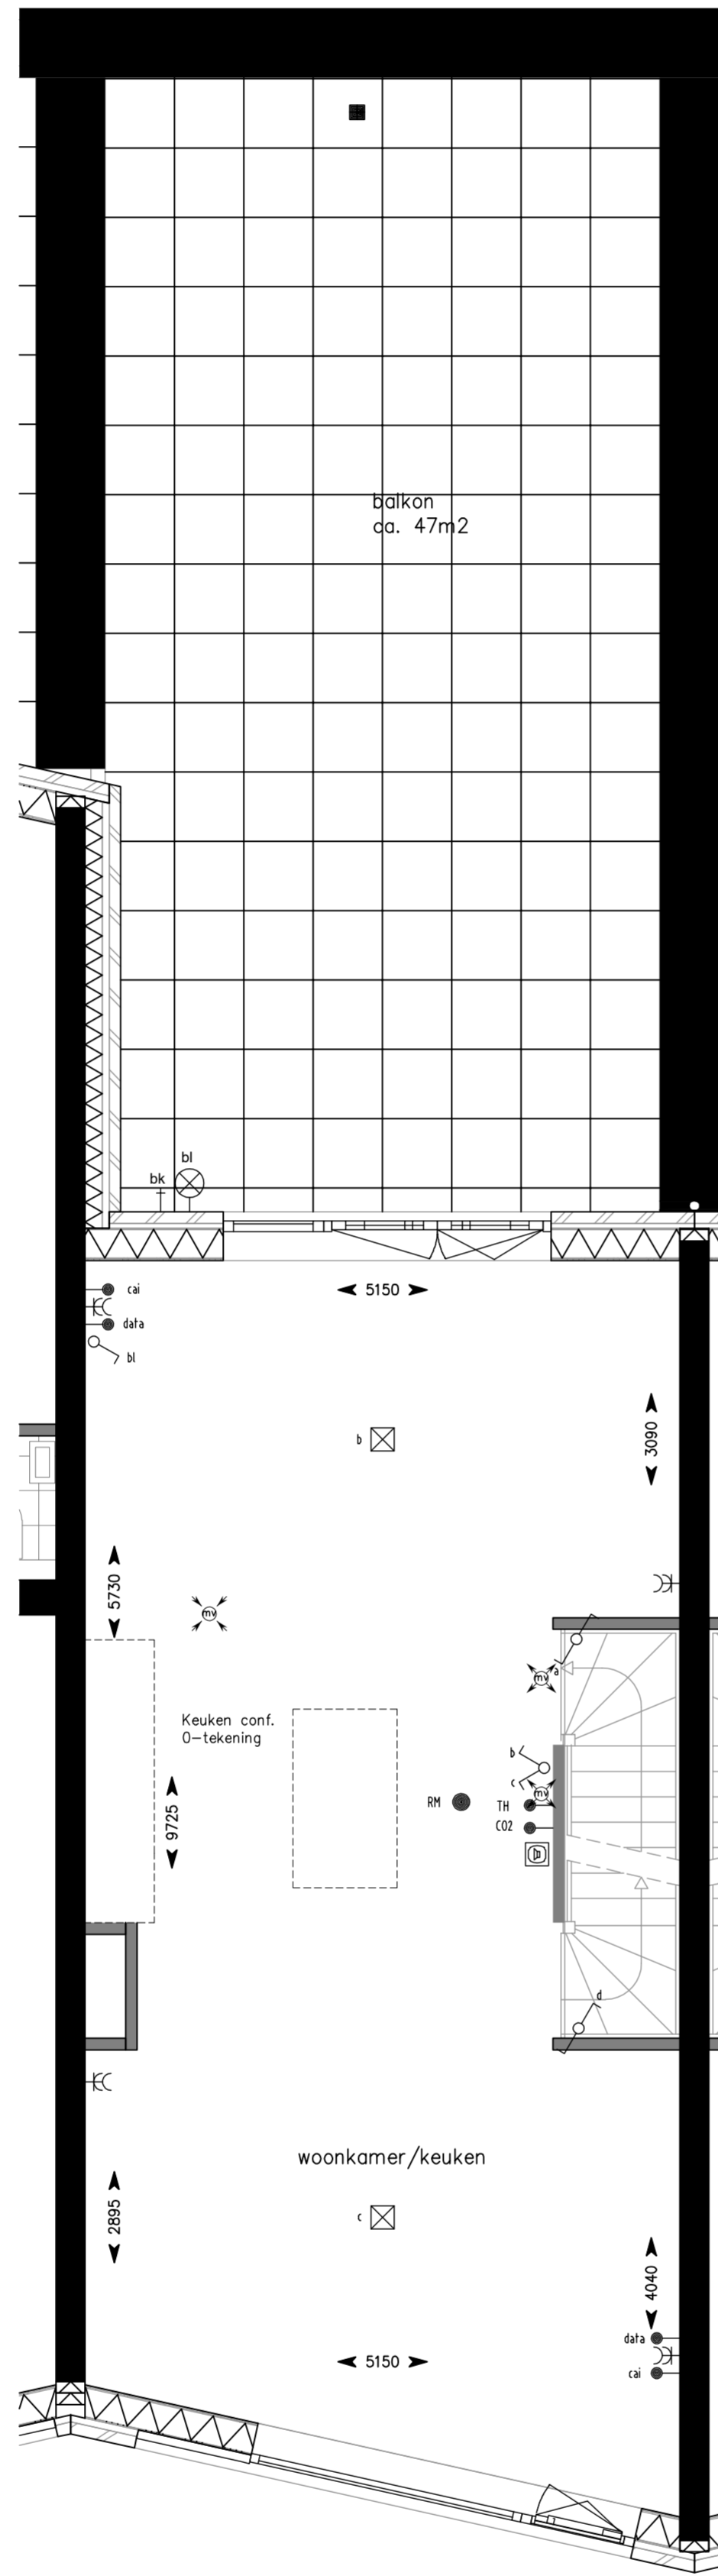 balkon
ca. 47m2
bl
bk
cai
5150
data
bl
b
3090
5730
mv
mv
a
Keuken conf.
0-tekening
b
c
mv
9725
RM
TH
CO2
d
woonkamer/keuken
2895
c
4040
data
5150
cai